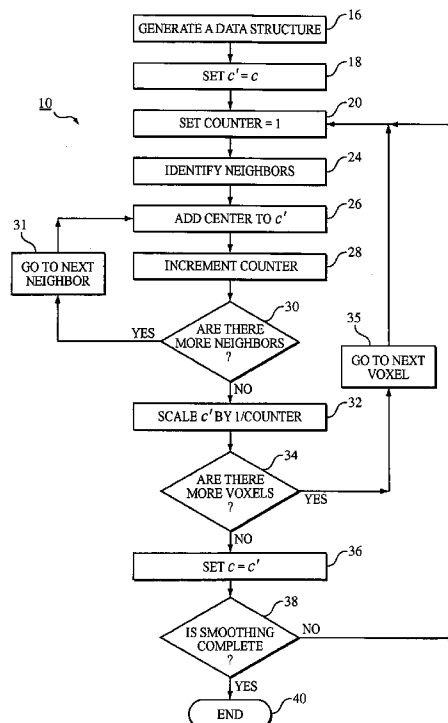 GENERATE A DATA STRUCTURE
16
SET c' = c
18
10
SET COUNTER = 1
20
IDENTIFY NEIGHBORS
24
ADD CENTER TO c'
26
31
GO TO NEXT
NEIGHBOR
INCREMENT COUNTER
28
30
YES
ARE THERE
MORE NEIGHBORS
?
35
GO TO NEXT
VOXEL
NO
SCALE c' BY 1/COUNTER
32
34
ARE THERE
MORE VOXELS
?
YES
NO
SET c = c'
36
38
IS SMOOTHING
COMPLETE
?
NO
YES
END
40